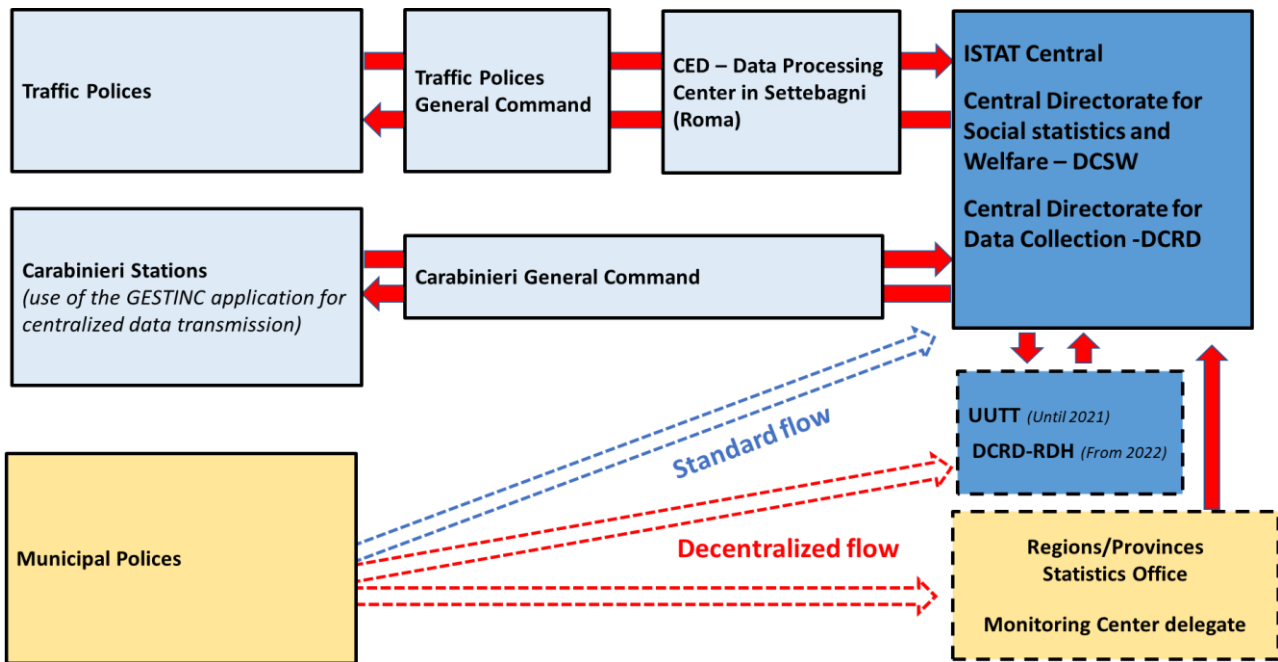 Traffic Polices
Traffic Polices
General Command
CED – Data Processing
Center in Settebagni
(Roma)
ISTAT Central
Central Directorate for
Social statistics and
Welfare – DCSW
Central Directorate for
Data Collection -DCRD
Carabinieri Stations
(use of the GESTINC application for
centralized data transmission)
Carabinieri General Command
Standard flow
UUTT (Until 2021)
DCRD-RDH (From 2022)
Municipal Polices
Decentralized flow
Regions/Provinces
Statistics Office
Monitoring Center delegate